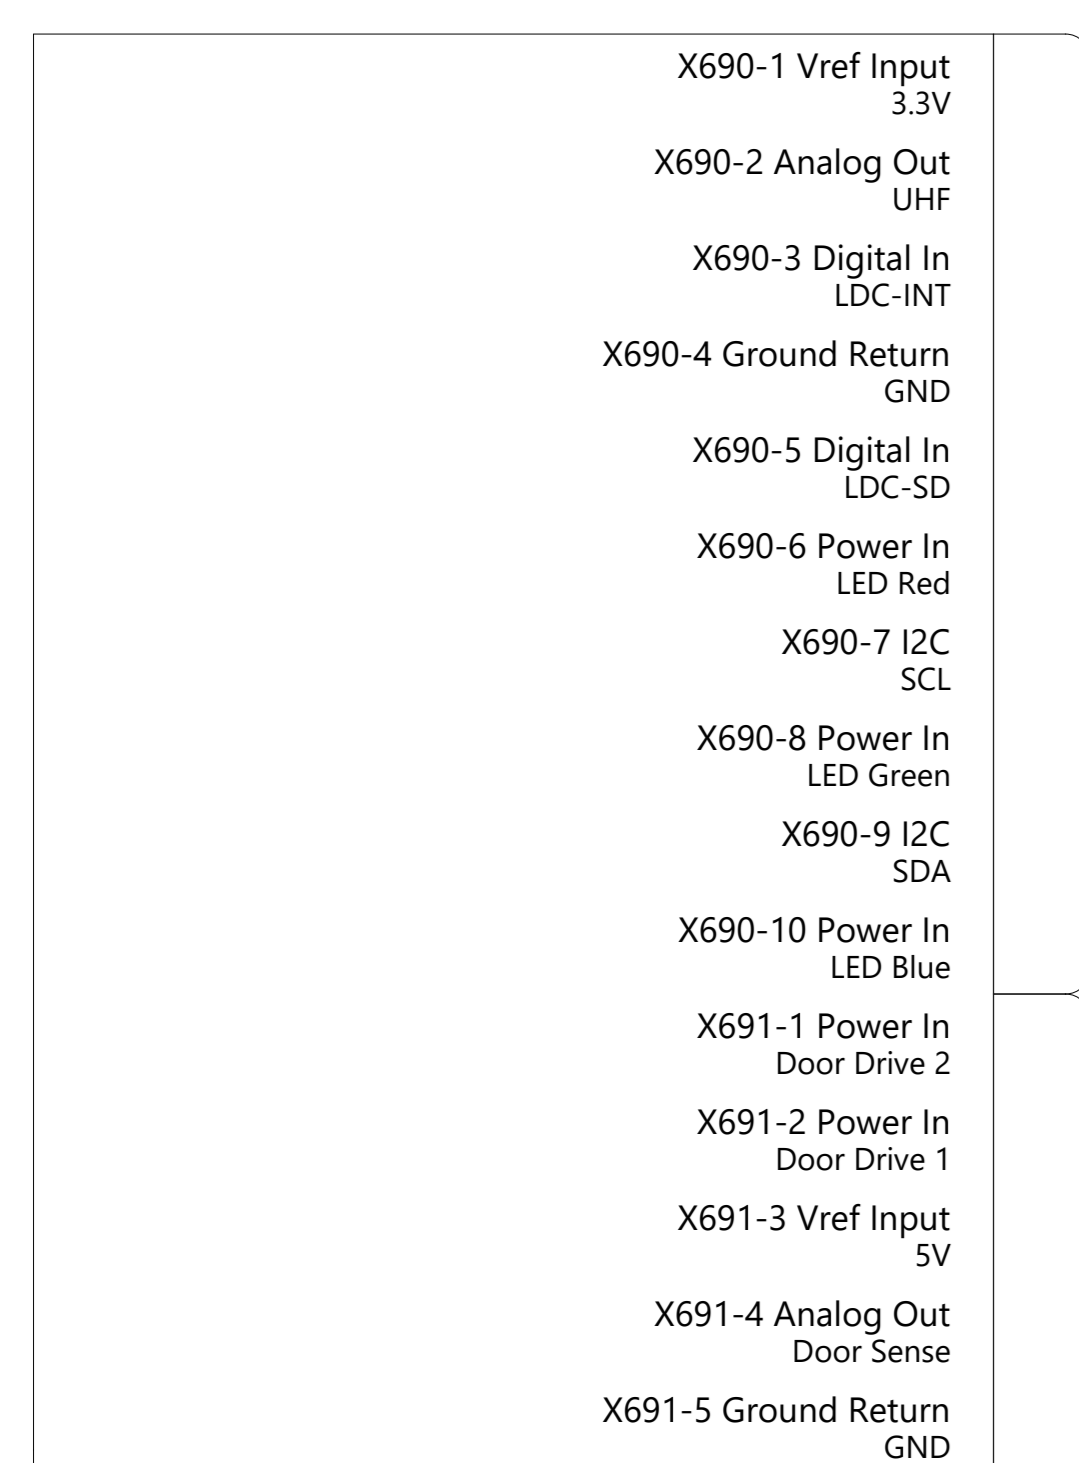 X690-1 Vref Input
3.3V
X690-2 Analog Out
UHF
X690-3 Digital In
LDC-INT
X690-4 Ground Return
GND
X690-5 Digital In
LDC-SD
X690-6 Power In
LED Red
X690-7 I2C
SCL
X690-8 Power In
LED Green
X690-9 I2C
SDA
X690-10 Power In
LED Blue
X691-1 Power In
Door Drive 2
X691-2 Power In
Door Drive 1
X691-3 Vref Input
5V
X691-4 Analog Out
Door Sense
X691-5 Ground Return
GND